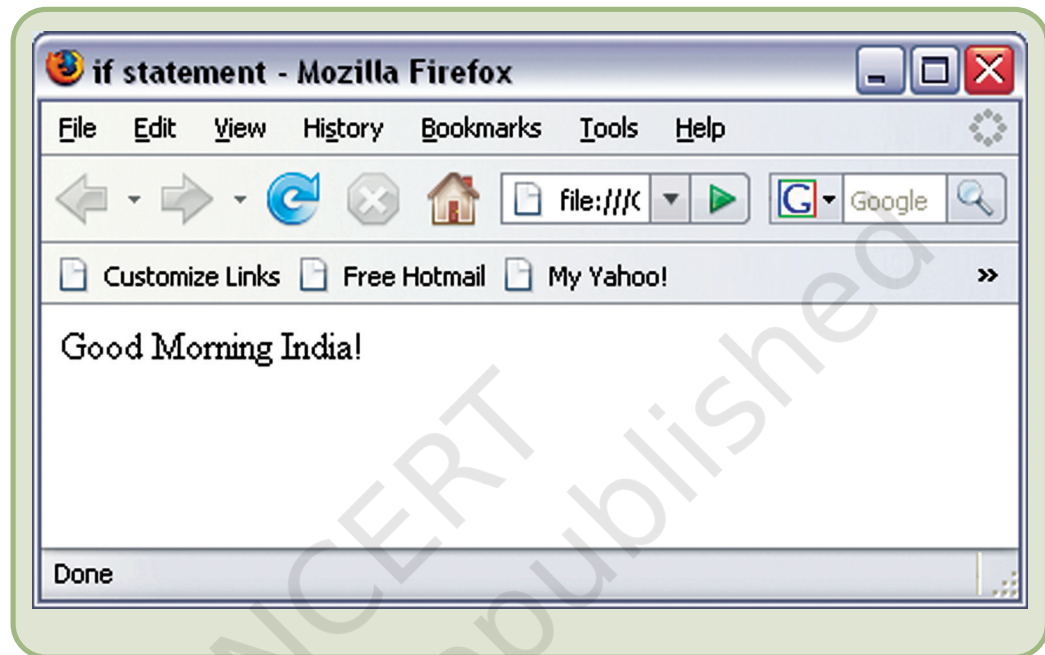 if statement - Mozilla Firefox
File Edit View History Bookmarks Tools Help
file:///C G Google
Customize Links Free Hotmail My Yahoo! »
Good Morning India!
Done
NCERT
published